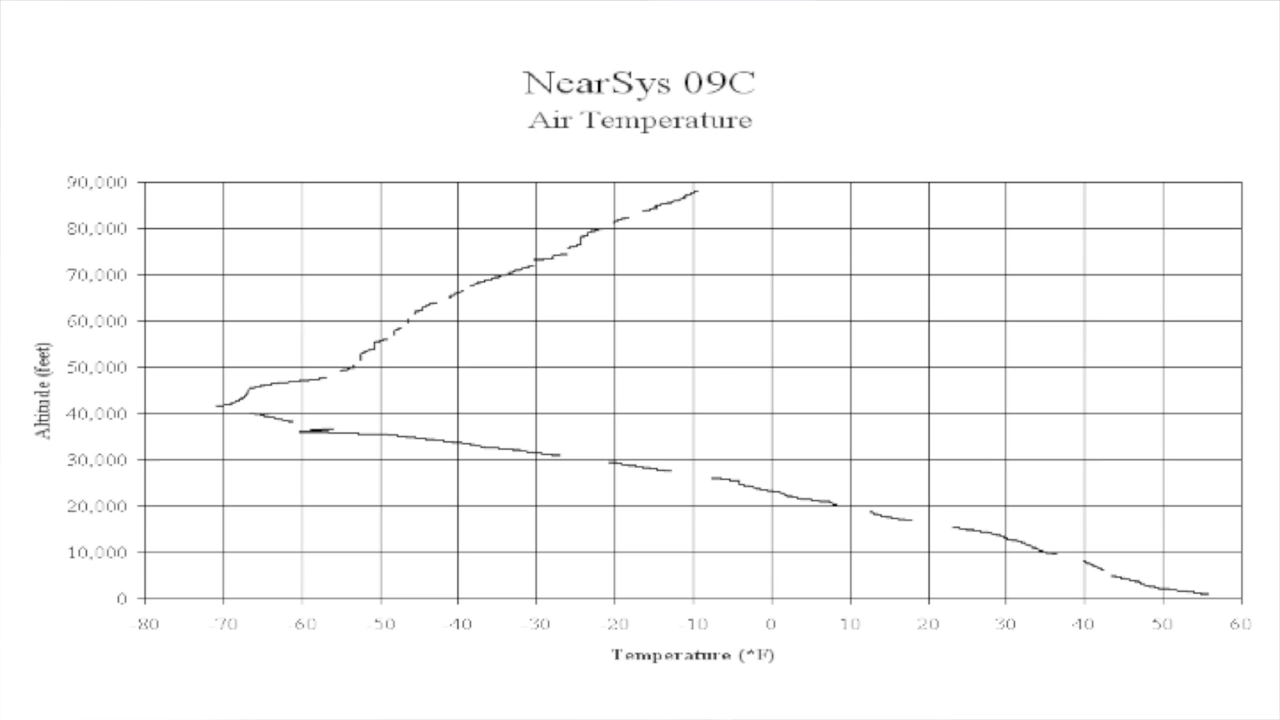 NearSys 09C
Air Temperature
90,000
80,000
70,000
60,000
50,000
40,000
30,000
20,000
10,000
0
Altitude (feet)
-80 -70 -60 -50 -40 -30 -20 -10 0 10 20 30 40 50 60
Temperature (*F)